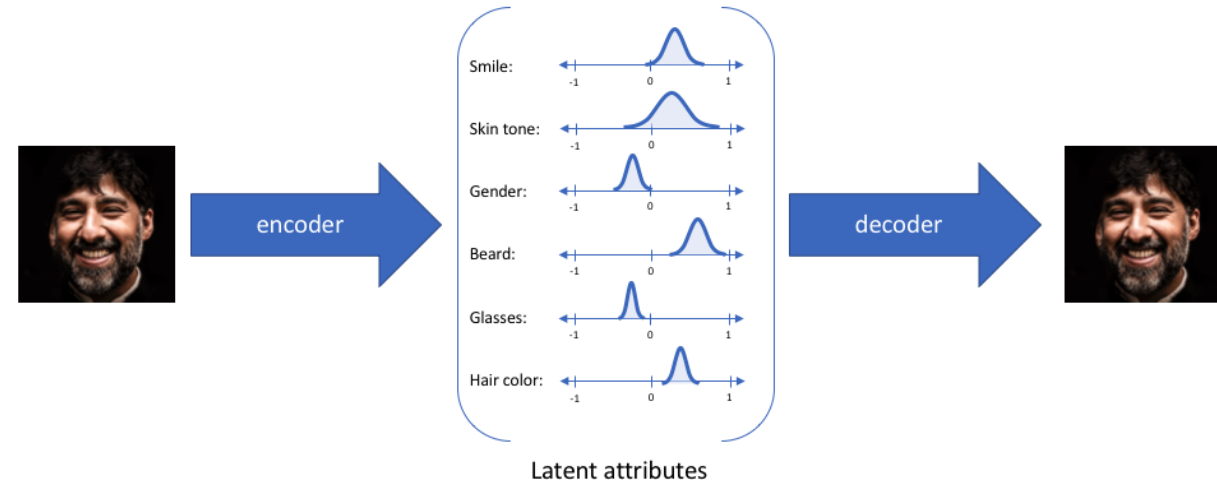 Smile:
-1 0 1
Skin tone:
-1 0 1
Gender:
-1 0 1
encoder
decoder
Beard:
-1 0 1
Glasses:
-1 0 1
Hair color:
-1 0 1
Latent attributes